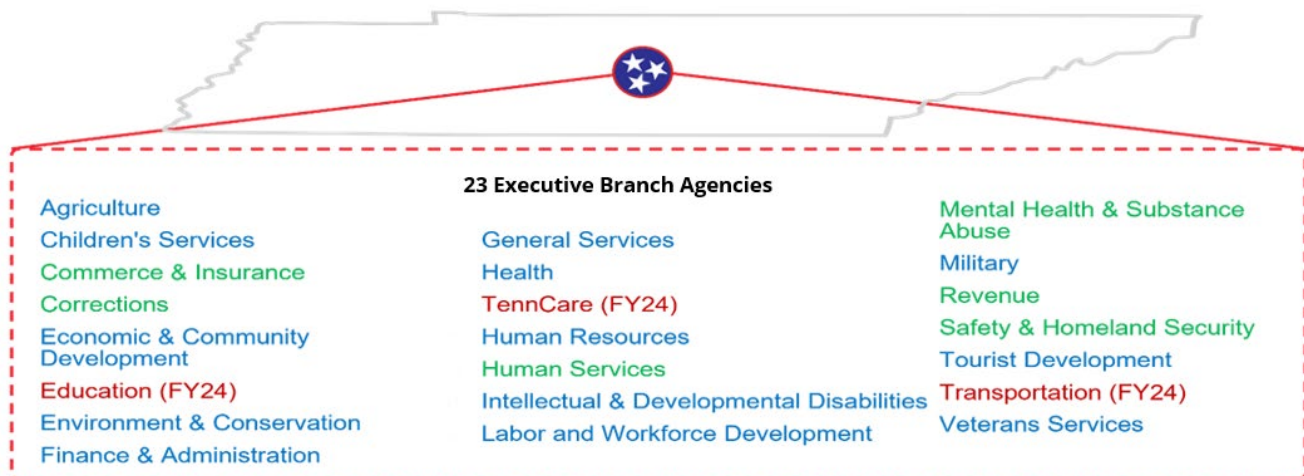 23 Executive Branch Agencies
Agriculture
Children's Services
Commerce & Insurance
Corrections
Economic & Community
Development
Education (FY24)
Environment & Conservation
Finance & Administration
General Services
Health
TennCare (FY24)
Human Resources
Human Services
Intellectual & Developmental Disabilities
Labor and Workforce Development
Mental Health & Substance
Abuse
Military
Revenue
Safety & Homeland Security
Tourist Development
Transportation (FY24)
Veterans Services